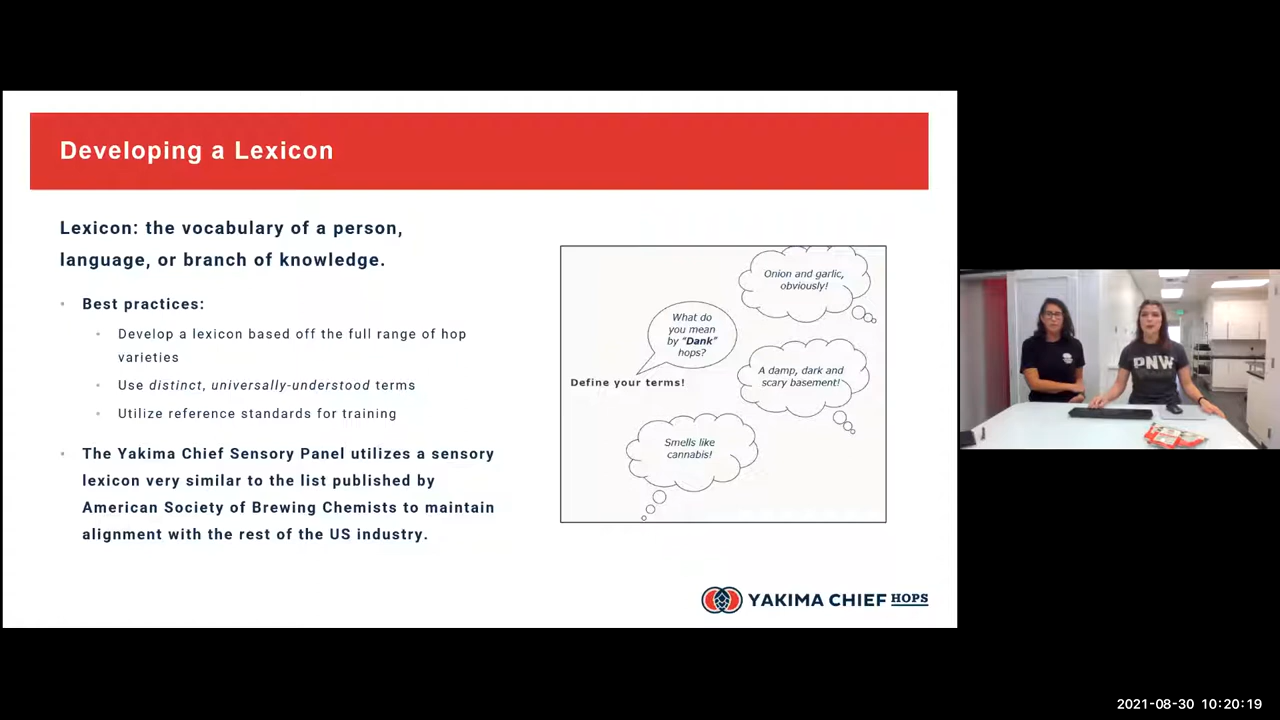 Developing a Lexicon
Lexicon: the vocabulary of a person,
language, or branch of knowledge.
Best practices:
Develop a lexicon based off the full range of hop
varieties
Use distinct, universally-understood terms
Utilize reference standards for training
The Yakima Chief Sensory Panel utilizes a sensory
lexicon very similar to the list published by
American Society of Brewing Chemists to maintain
alignment with the rest of the US industry.
Onion and garlic,
obviously!
What do
you mean
by "Dank"
hops?
A damp, dark and
scary basement!
Define your terms!
Smells like
cannabis!
YAKIMA CHIEF HOPS
PNW
2021-08-30 10:20:19